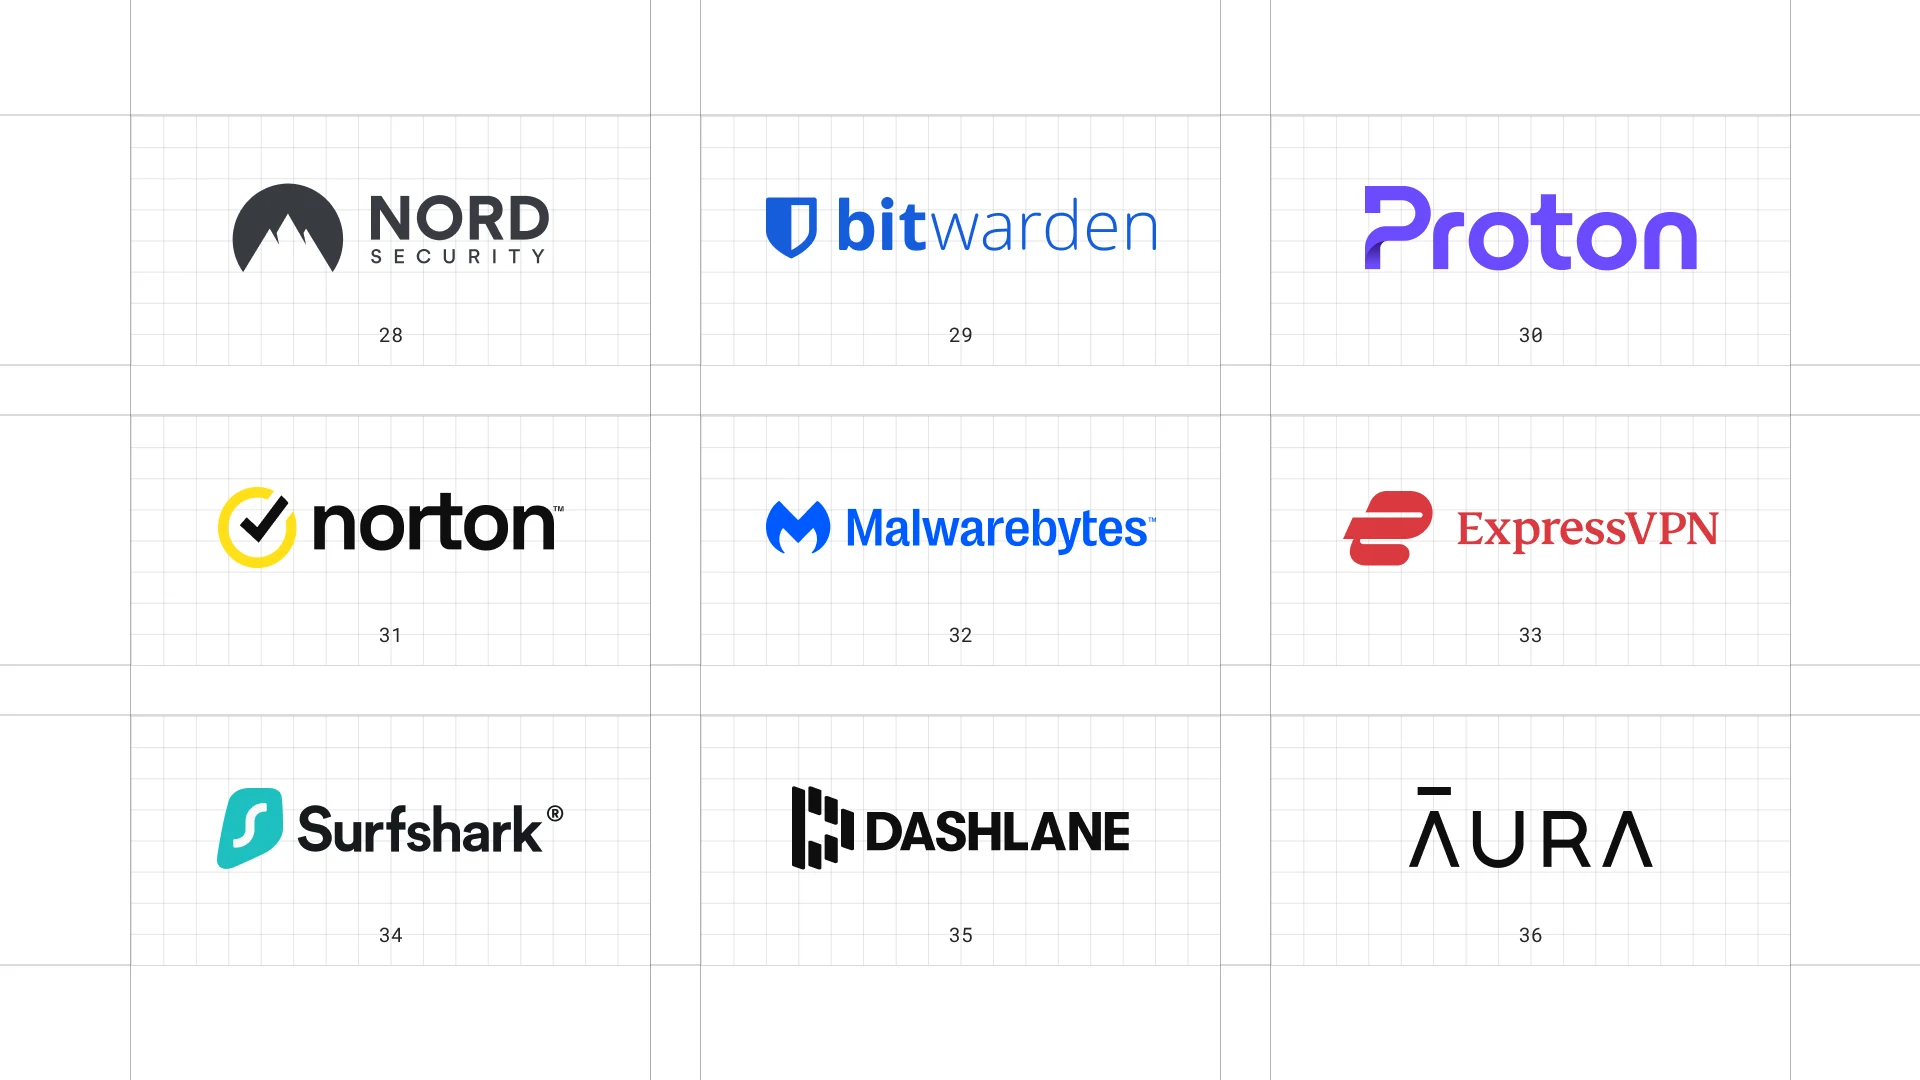 NORD
SECURITY
28
bitwarden
29
Proton
30
norton™
31
Malwarebytes™
32
ExpressVPN
33
Surfshark®
34
DASHLANE
35
ĀURA
36